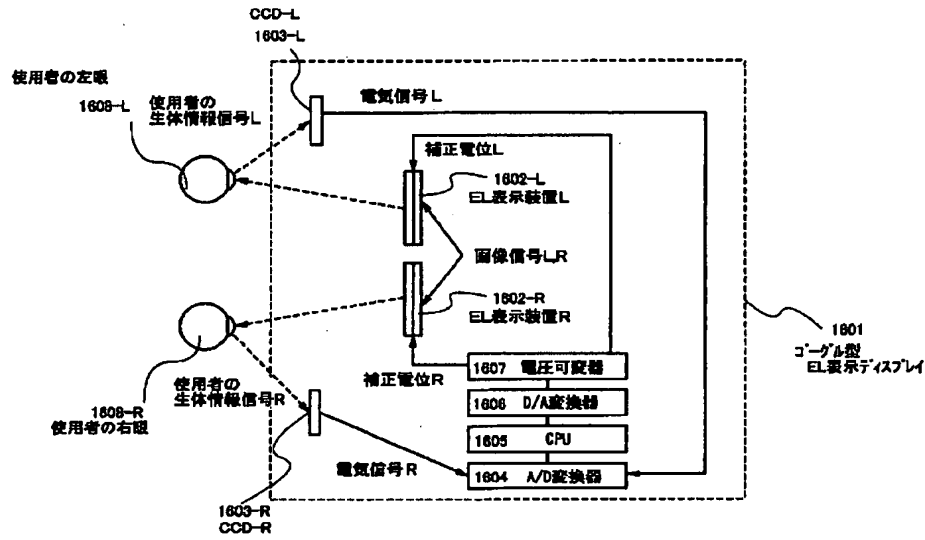 CCD-L
1603-L
使用者の左眼
1608-L
使用者の
生体情報信号L
電気信号L
補正電位L
1602-L
EL表示装置L
画像信号L,R
1602-R
EL表示装置R
1601
ゴーグル型
EL表示ディスプレイ
補正電位R
1607 電圧可変器
1606 D/A変換器
1605 CPU
1604 A/D変換器
使用者の
生体情報信号R
1608-R
使用者の右眼
電気信号R
1603-R
CCD-R